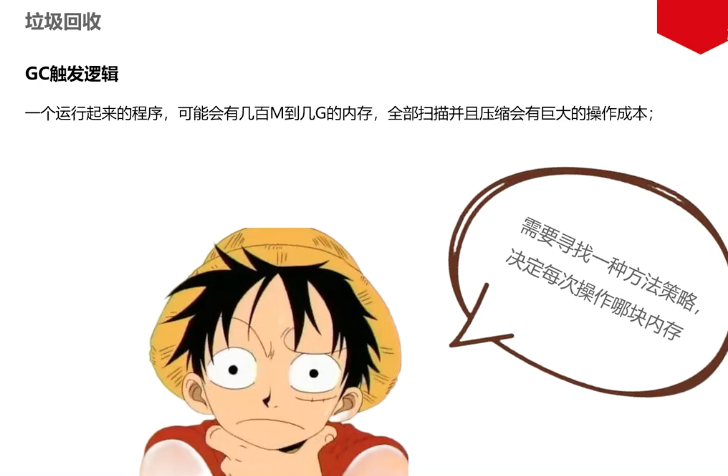 垃圾回收
GC触发逻辑
一个运行起来的程序，可能会有几百M到几G的内存，全部扫描并且压缩会有巨大的操作成本；
需要寻找一种方法策略，
决定每次操作哪块内存